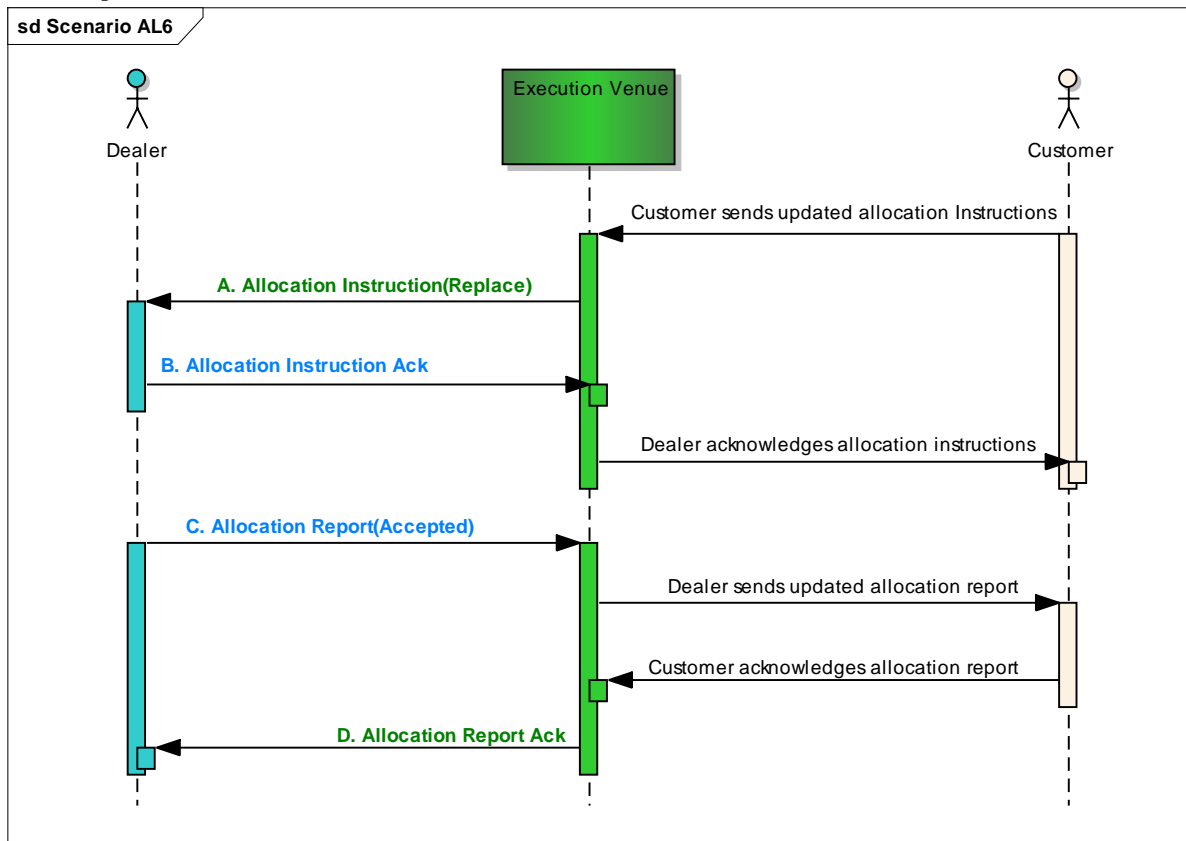 sd Scenario AL6
Execution Venue
Dealer
Customer
Customer sends updated allocation Instructions
A. Allocation Instruction(Replace)
B. Allocation Instruction Ack
Dealer acknowledges allocation instructions
C. Allocation Report(Accepted)
Dealer sends updated allocation report
Customer acknowledges allocation report
D. Allocation Report Ack